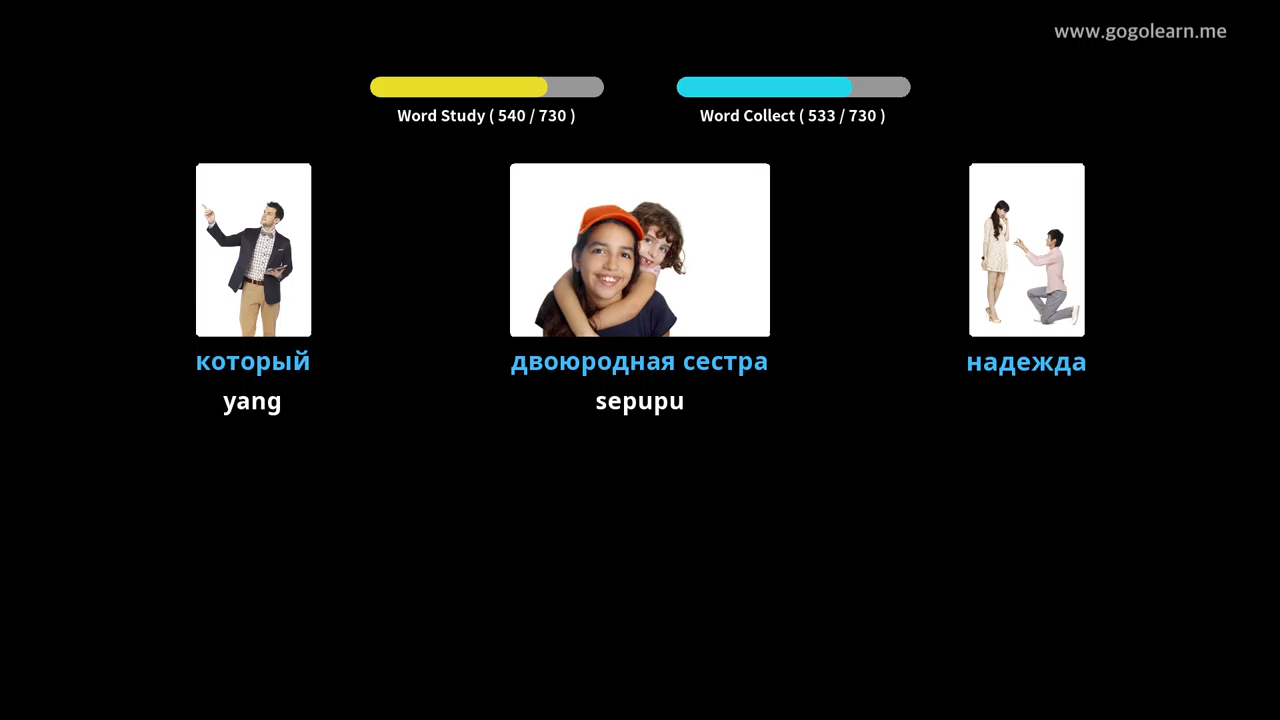 www.gogolearn.me
Word Study ( 540 / 730 )
Word Collect ( 533 / 730 )
который
двоюродная сестра
надежда
yang
sepupu